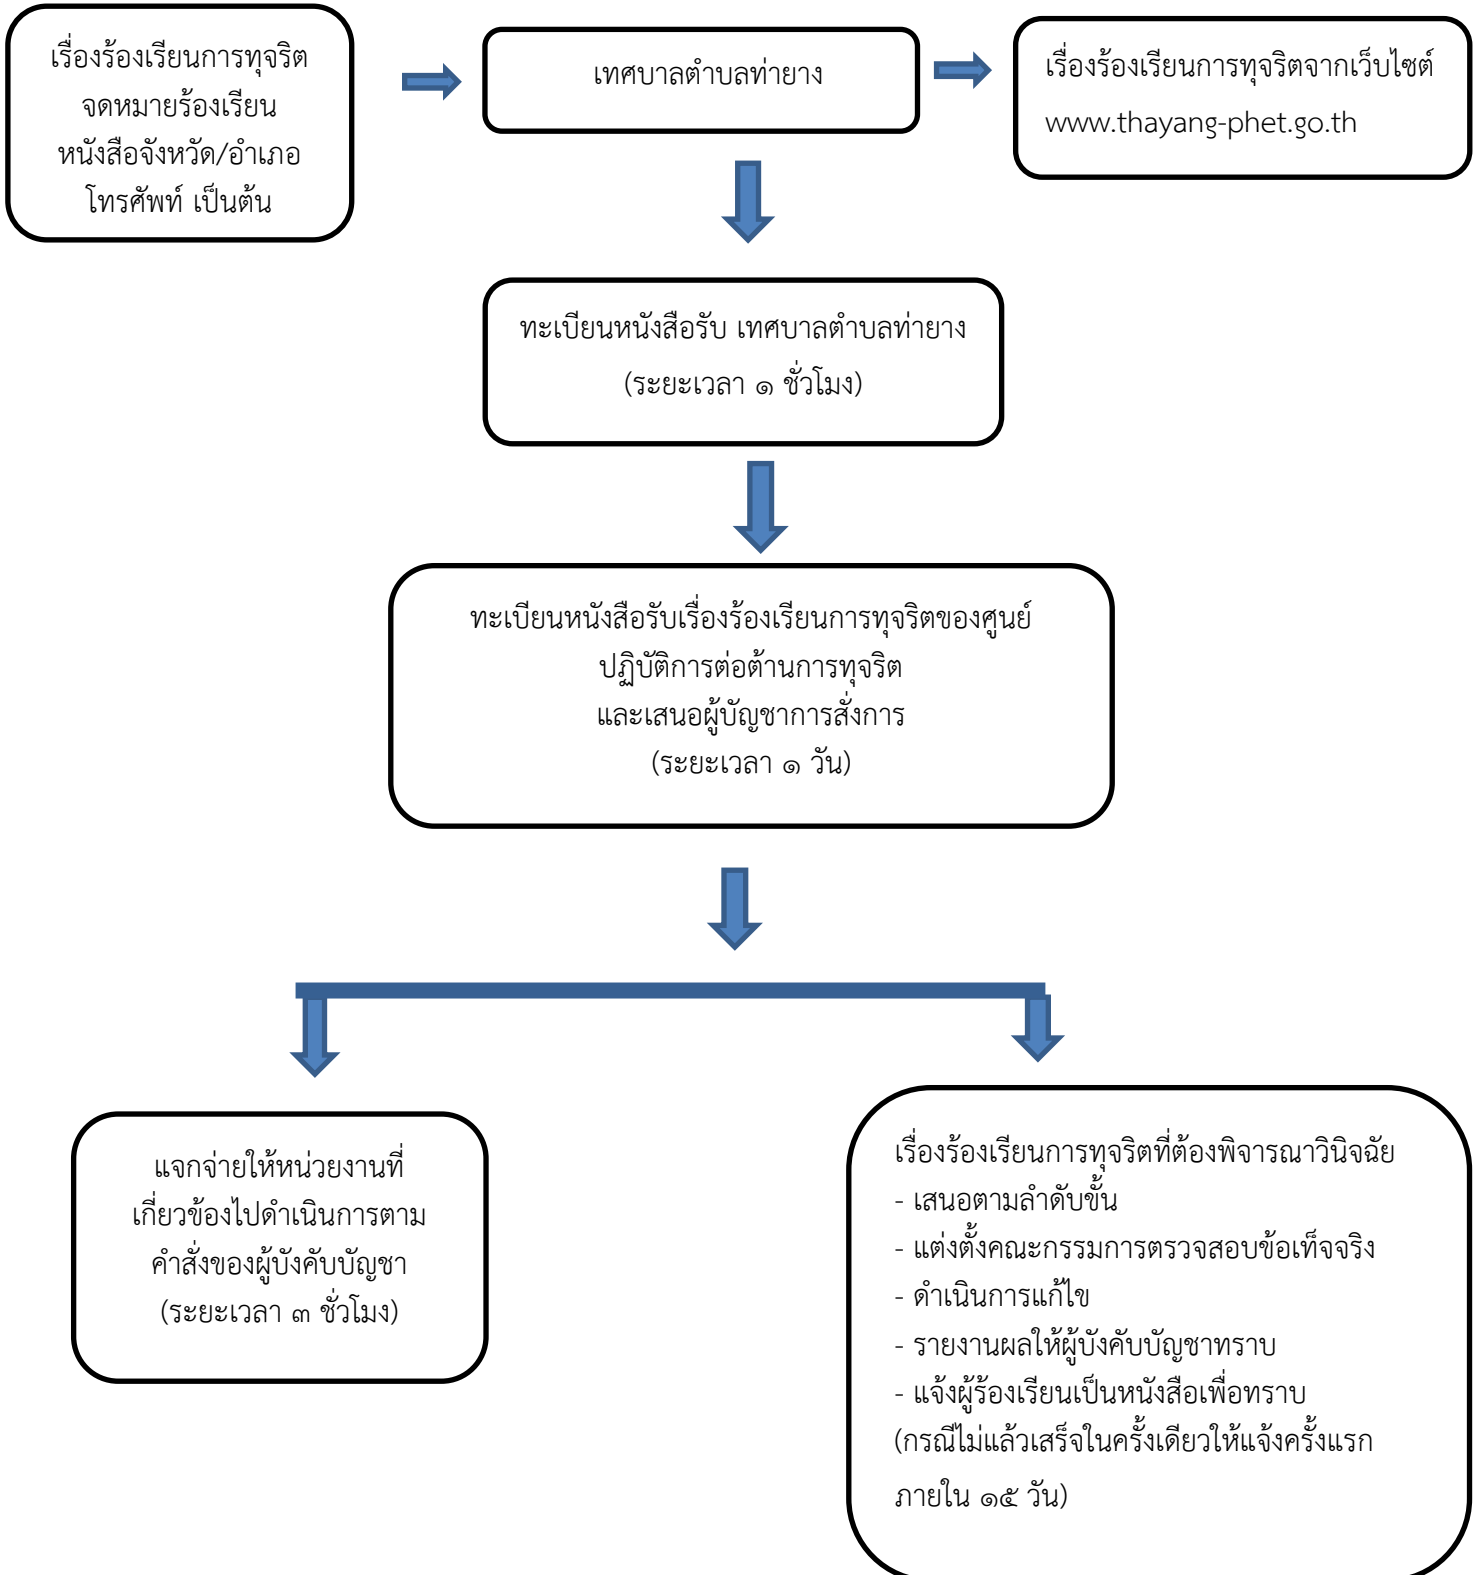 เรื่องร้องเรียนการทุจริต
จดหมายร้องเรียน
หนังสือจังหวัด/อำเภอ
โทรศัพท์ เป็นต้น
เทศบาลตำบลท่ายาง
เรื่องร้องเรียนการทุจริตจากเว็บไซต์
www.thayang-phet.go.th
ทะเบียนหนังสือรับ เทศบาลตำบลท่ายาง
(ระยะเวลา ๑ ชั่วโมง)
ทะเบียนหนังสือรับเรื่องร้องเรียนการทุจริตของศูนย์
ปฏิบัติการต่อต้านการทุจริต
และเสนอผู้บัญชาการสั่งการ
(ระยะเวลา ๑ วัน)
แจกจ่ายให้หน่วยงานที่
เกี่ยวข้องไปดำเนินการตาม
คำสั่งของผู้บังคับบัญชา
(ระยะเวลา ๓ ชั่วโมง)
เรื่องร้องเรียนการทุจริตที่ต้องพิจารณาวินิจฉัย
- เสนอตามลำดับขั้น
- แต่งตั้งคณะกรรมการตรวจสอบข้อเท็จจริง
- ดำเนินการแก้ไข
- รายงานผลให้ผู้บังคับบัญชาทราบ
- แจ้งผู้ร้องเรียนเป็นหนังสือเพื่อทราบ
(กรณีไม่แล้วเสร็จในครั้งเดียวให้แจ้งครั้งแรก
ภายใน ๑๕ วัน)